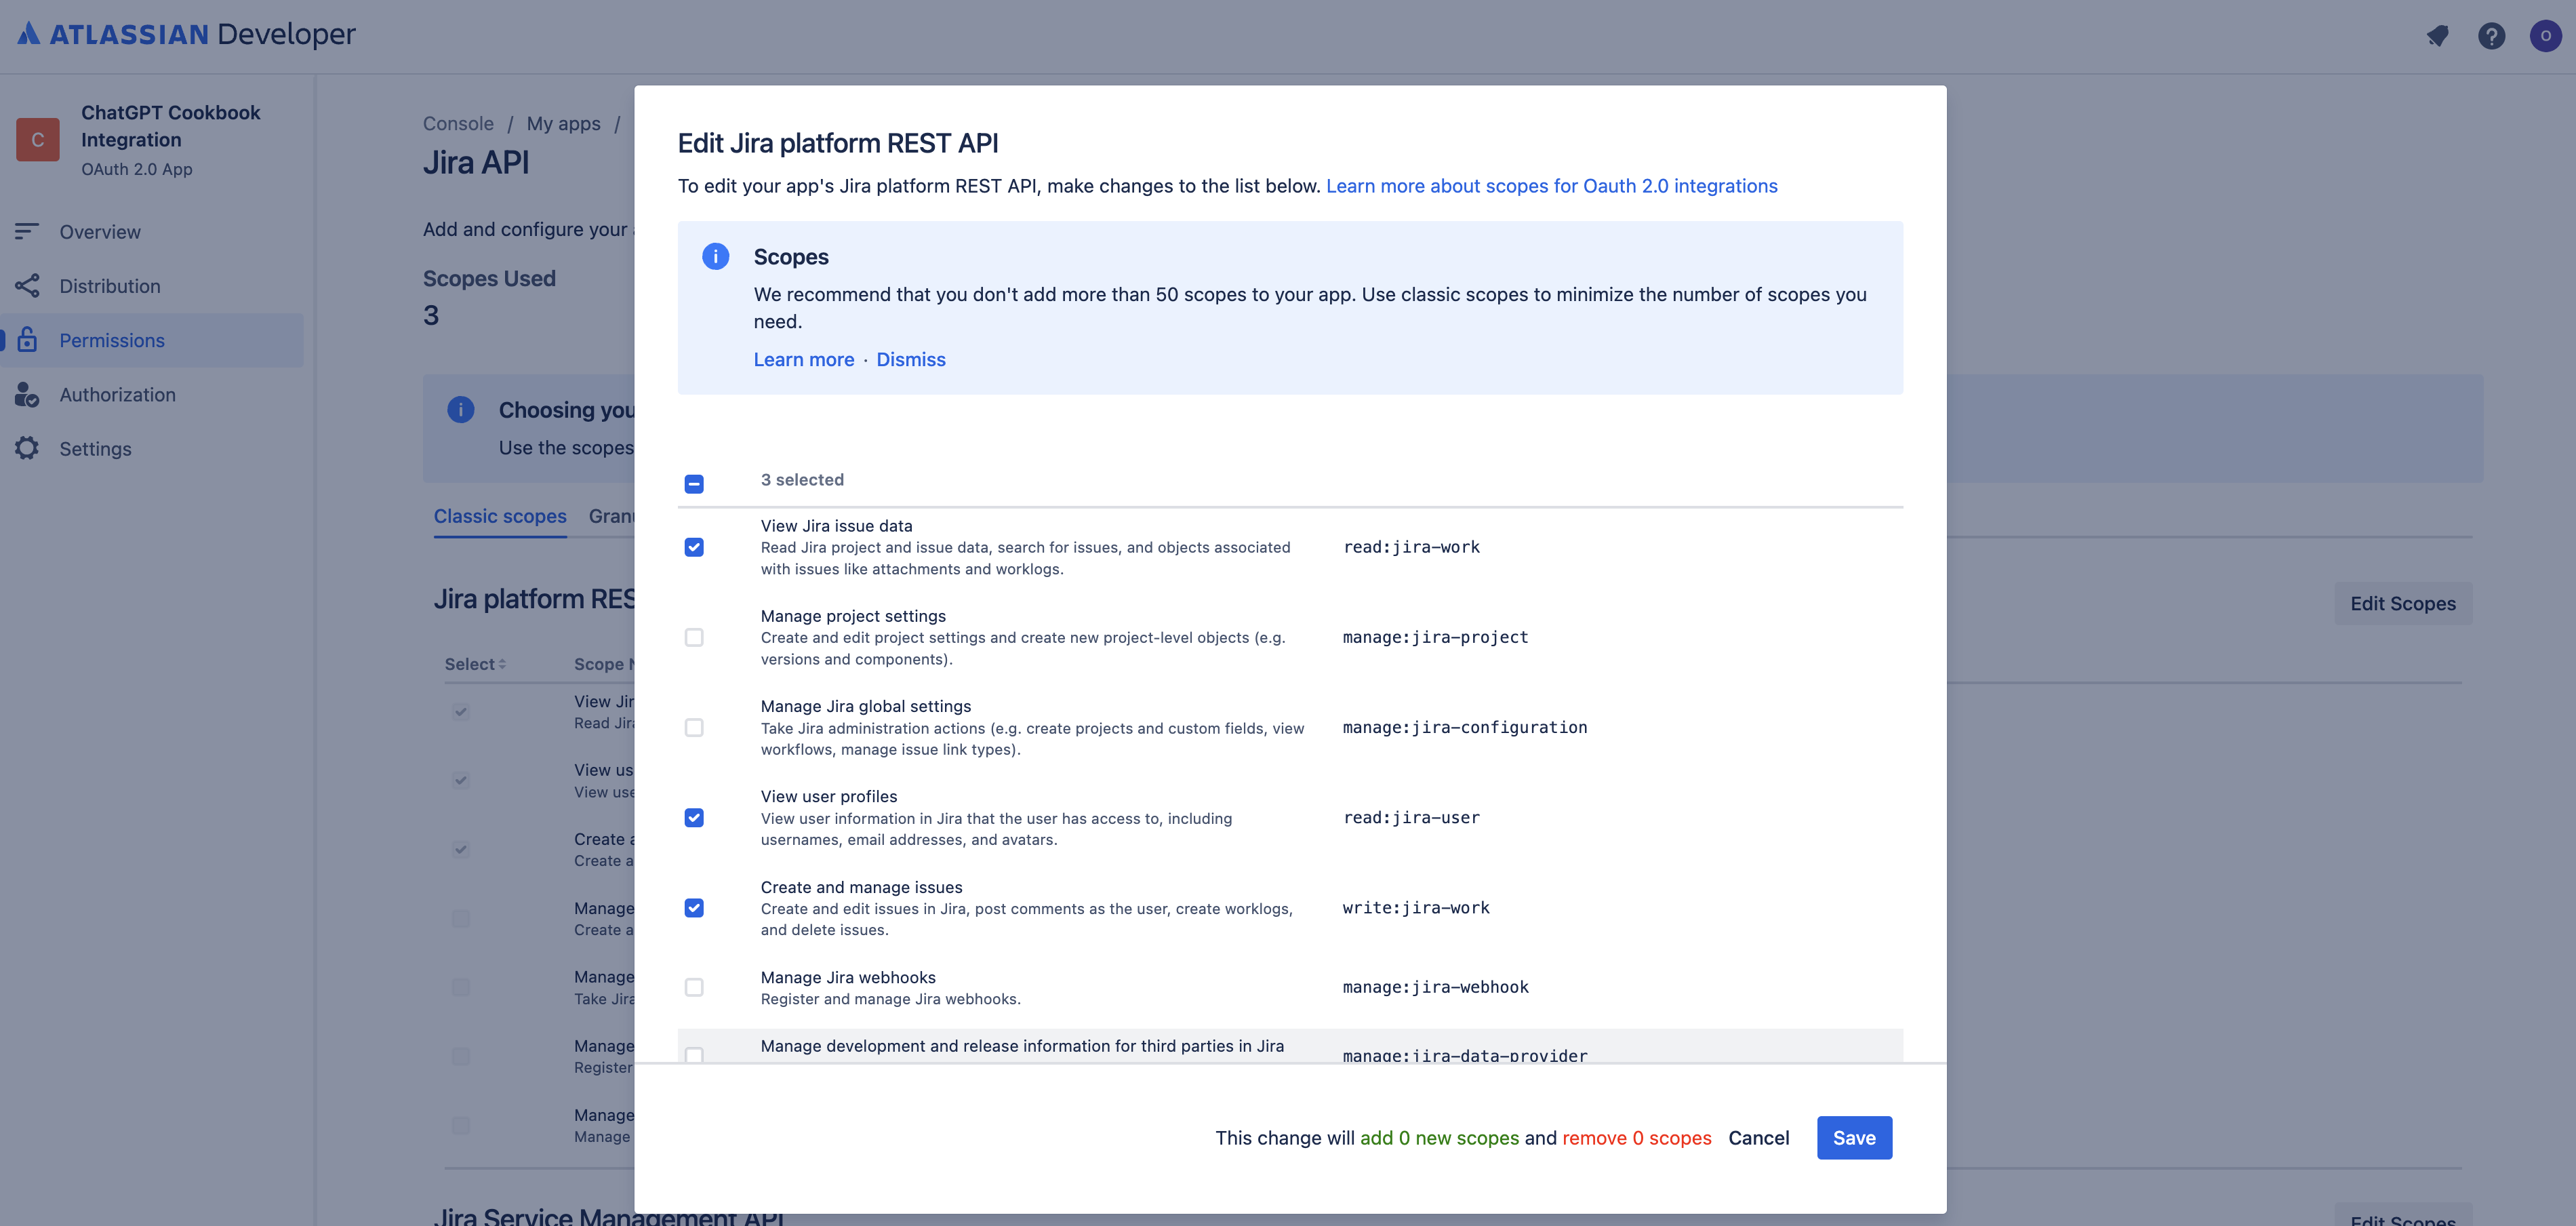 ATLASSIAN Developer
O
C
ChatGPT Cookbook
Integration
OAuth 2.0 App
Overview
Distribution
Permissions
Authorization
Settings
Console / My apps /
Jira API
Add and configure your
Scopes Used
3
Choosing you
Use the scopes
Classic scopes
Granu
Jira platform RES
Edit Scopes
Select
Scope N
View Jir
Read Jira
View us
View use
Create a
Create a
Manage
Create a
Manage
Take Jira
Manage
Register
Manage
Manage
Jira Service Management API
Edit Scopes
Edit Jira platform REST API
To edit your app's Jira platform REST API, make changes to the list below. Learn more about scopes for Oauth 2.0 integrations
Scopes
We recommend that you don't add more than 50 scopes to your app. Use classic scopes to minimize the number of scopes you
need.
Learn more · Dismiss
3 selected
View Jira issue data
Read Jira project and issue data, search for issues, and objects associated
with issues like attachments and worklogs.
read:jira-work
Manage project settings
Create and edit project settings and create new project-level objects (e.g.
versions and components).
manage:jira-project
Manage Jira global settings
Take Jira administration actions (e.g. create projects and custom fields, view
workflows, manage issue link types).
manage:jira-configuration
View user profiles
View user information in Jira that the user has access to, including
usernames, email addresses, and avatars.
read:jira-user
Create and manage issues
Create and edit issues in Jira, post comments as the user, create worklogs,
and delete issues.
write:jira-work
Manage Jira webhooks
Register and manage Jira webhooks.
manage:jira-webhook
Manage development and release information for third parties in Jira
manage:jira-data-provider
This change will add 0 new scopes and remove 0 scopes
Cancel
Save